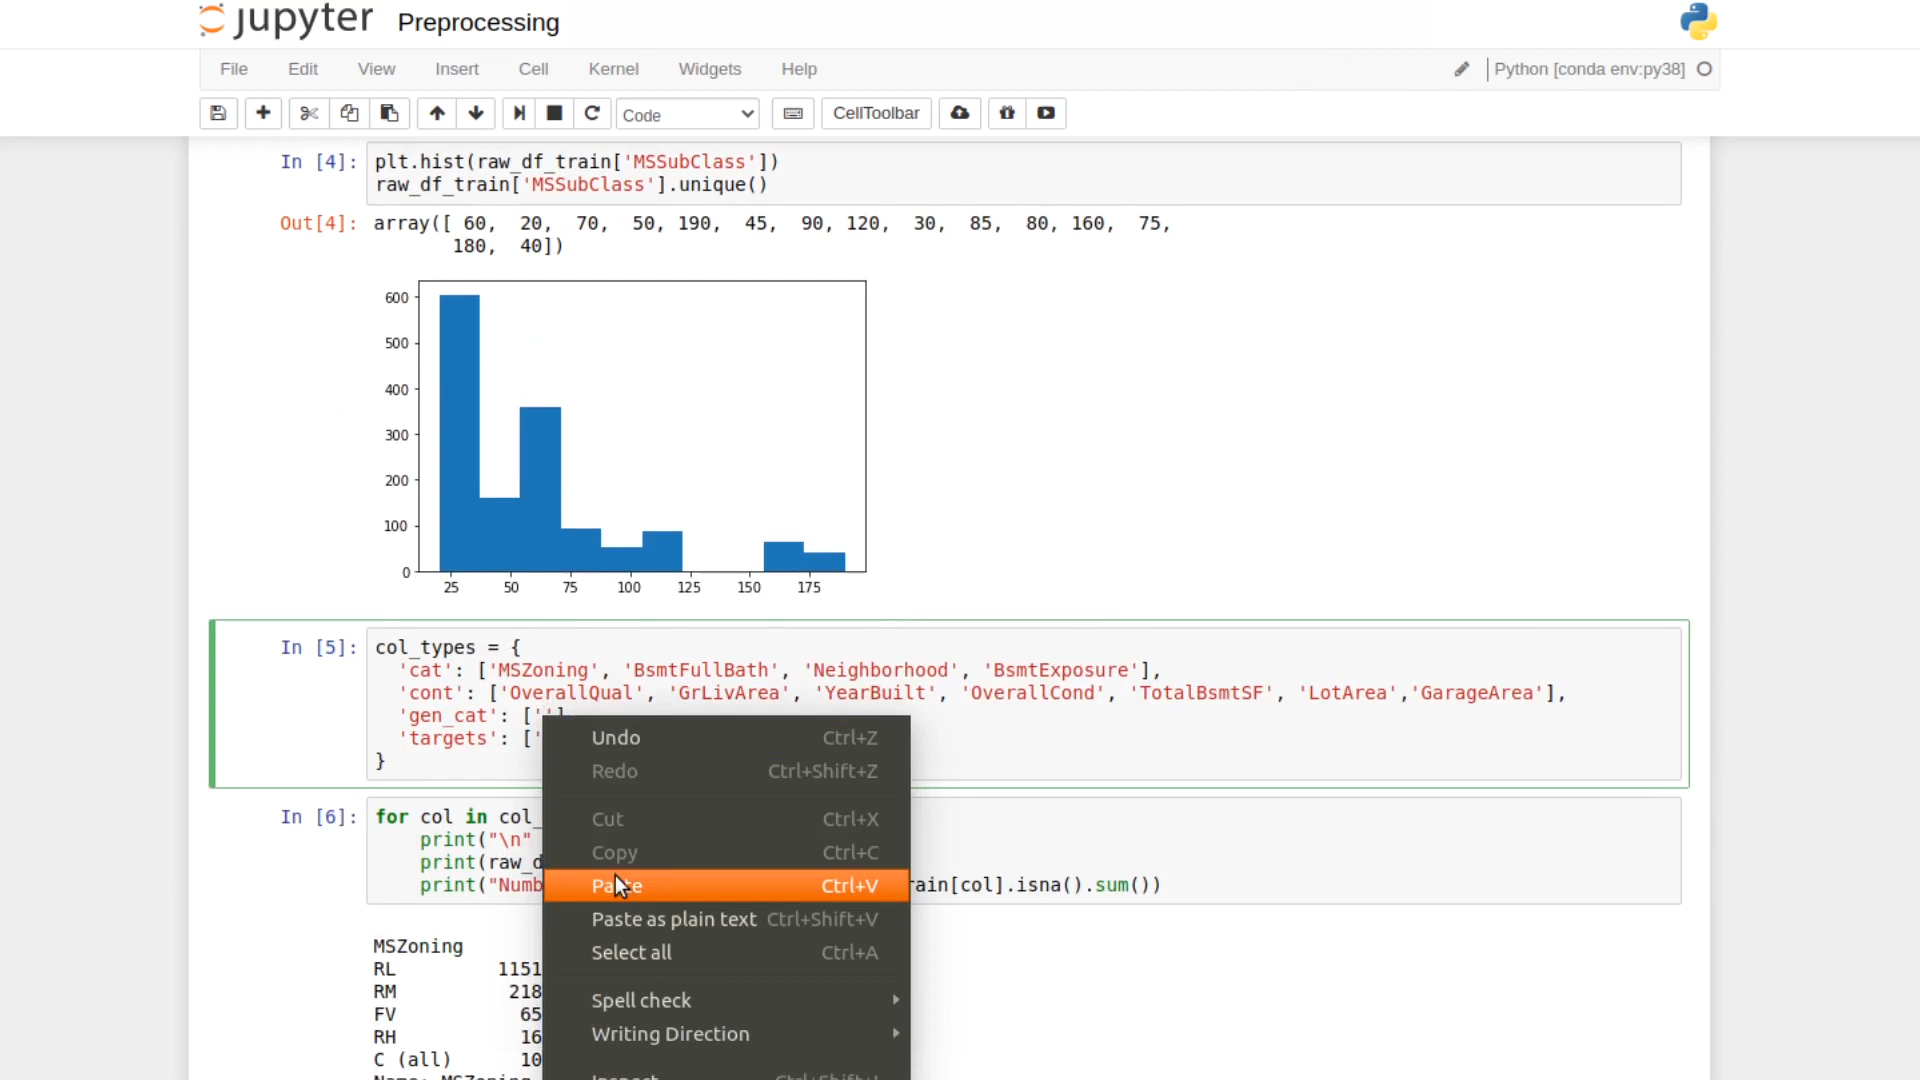 jupyter Preprocessing
File Edit View Insert Cell Kernel Widgets Help Python [conda env:py38]
Code CellToolbar
In [4]: plt.hist(raw_df_train['MSSubClass'])
raw_df_train['MSSubClass'].unique()
Out[4]: array([ 60, 20, 70, 50, 190, 45, 90, 120, 30, 85, 80, 160, 75,
180, 40])
600
500
400
300
200
100
0
25 50 75 100 125 150 175
In [5]: col_types = {
'cat': ['MSZoning', 'BsmtFullBath', 'Neighborhood', 'BsmtExposure'],
'cont': ['OverallQual', 'GrLivArea', 'YearBuilt', 'OverallCond', 'TotalBsmtSF', 'LotArea','GarageArea'],
'gen_cat': [''],
'targets': ['
}
Undo Ctrl+Z
Redo Ctrl+Shift+Z
Cut Ctrl+X
Copy Ctrl+C
Paste Ctrl+V
Paste as plain text Ctrl+Shift+V
Select all Ctrl+A
Spell check
Writing Direction
In [6]: for col in col_
print("\n"
print(raw_d
print("Numb rain[col].isna().sum())
MSZoning
RL 1151
RM 218
FV 65
RH 16
C (all) 10